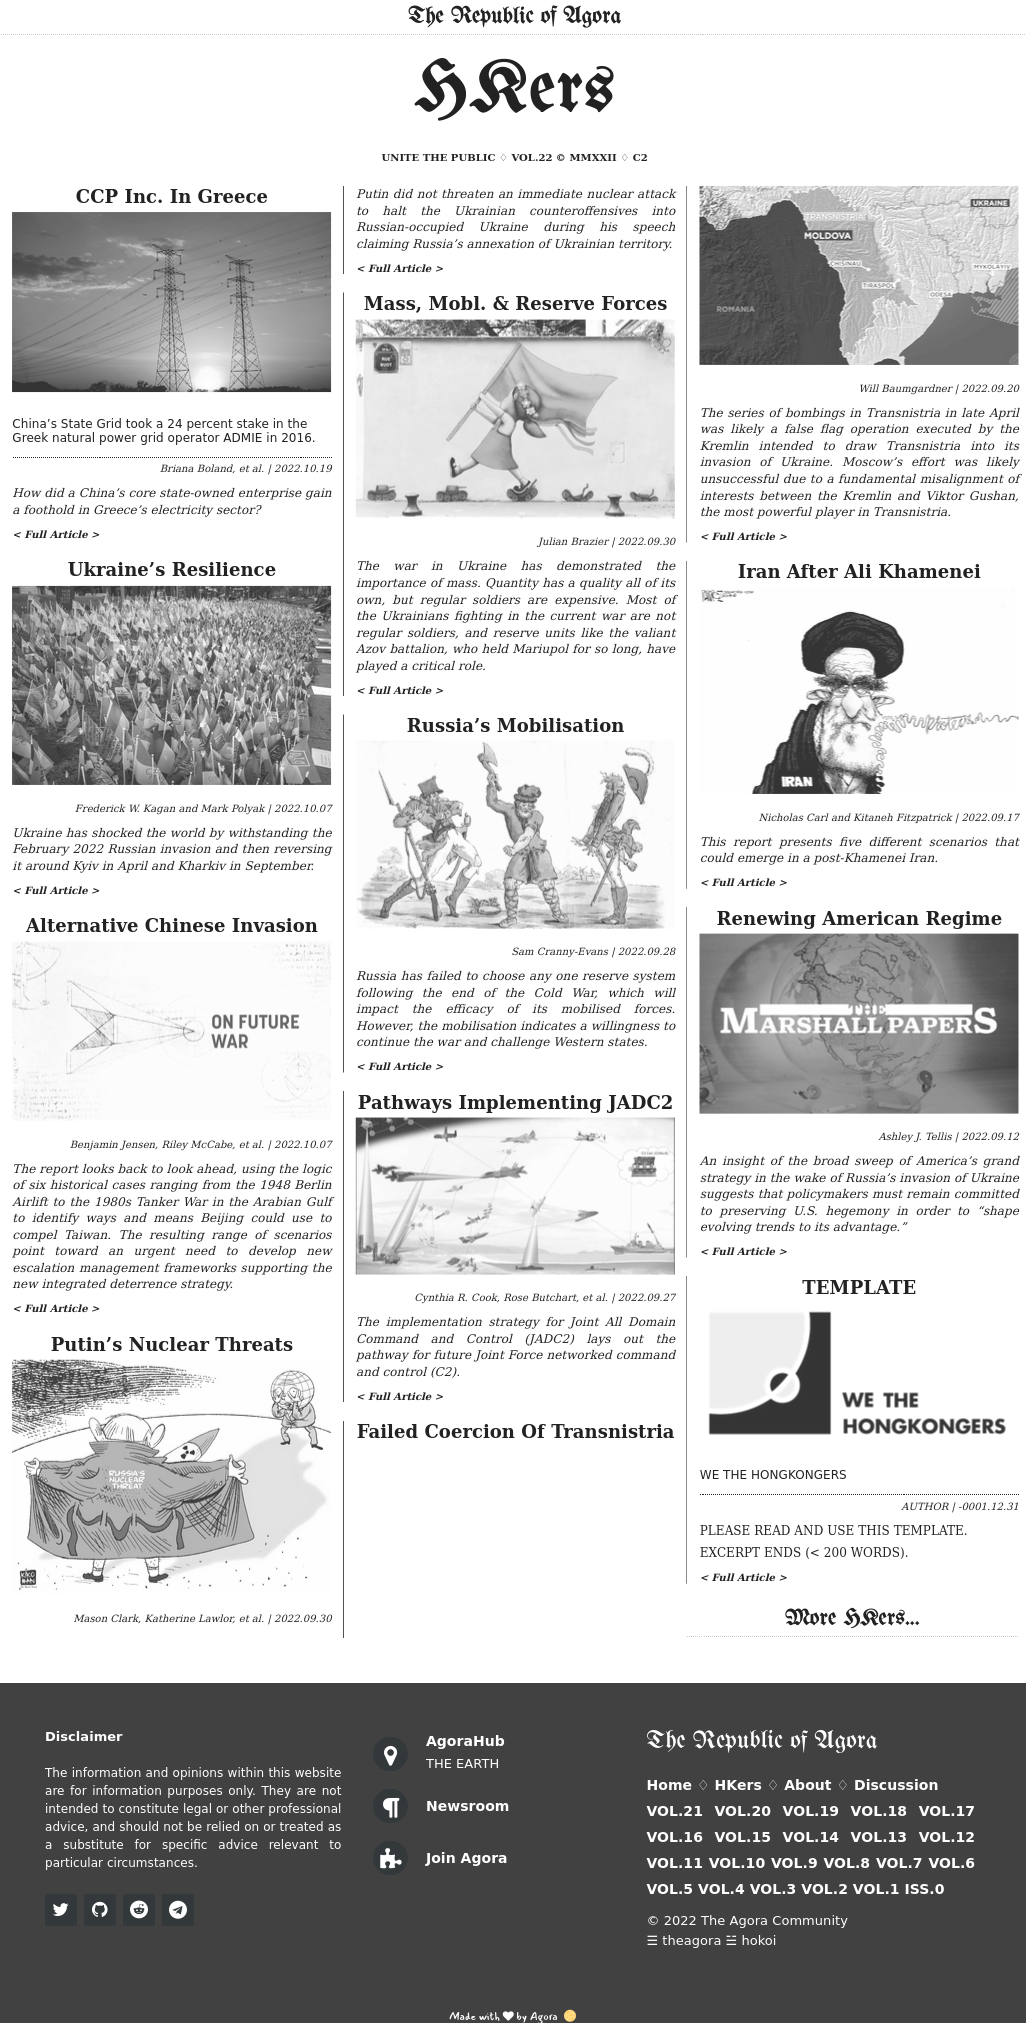 The Republic of Agora
HKers
UNITE THE PUBLIC ♢ VOL.22 © MMXXII ♢ C2
CCP Inc. In Greece
China’s State Grid took a 24 percent stake in the
Greek natural power grid operator ADMIE in 2016.
Briana Boland, et al. | 2022.10.19
How did a China’s core state-owned enterprise gain
a foothold in Greece’s electricity sector?
< Full Article >
Ukraine’s Resilience
Frederick W. Kagan and Mark Polyak | 2022.10.07
Ukraine has shocked the world by withstanding the
February 2022 Russian invasion and then reversing
it around Kyiv in April and Kharkiv in September.
< Full Article >
Alternative Chinese Invasion
ON FUTURE
WAR
Benjamin Jensen, Riley McCabe, et al. | 2022.10.07
The report looks back to look ahead, using the logic
of six historical cases ranging from the 1948 Berlin
Airlift to the 1980s Tanker War in the Arabian Gulf
to identify ways and means Beijing could use to
compel Taiwan. The resulting range of scenarios
point toward an urgent need to develop new
escalation management frameworks supporting the
new integrated deterrence strategy.
< Full Article >
Putin’s Nuclear Threats
RUSSIA'S
NUCLEAR
THREAT
Mason Clark, Katherine Lawlor, et al. | 2022.09.30
Putin did not threaten an immediate nuclear attack
to halt the Ukrainian counteroffensives into
Russian-occupied Ukraine during his speech
claiming Russia’s annexation of Ukrainian territory.
< Full Article >
Mass, Mobl. & Reserve Forces
RUE
BUOT
Julian Brazier | 2022.09.30
The war in Ukraine has demonstrated the
importance of mass. Quantity has a quality all of its
own, but regular soldiers are expensive. Most of
the Ukrainians fighting in the current war are not
regular soldiers, and reserve units like the valiant
Azov battalion, who held Mariupol for so long, have
played a critical role.
< Full Article >
Russia’s Mobilisation
Sam Cranny-Evans | 2022.09.28
Russia has failed to choose any one reserve system
following the end of the Cold War, which will
impact the efficacy of its mobilised forces.
However, the mobilisation indicates a willingness to
continue the war and challenge Western states.
< Full Article >
Pathways Implementing JADC2
Cynthia R. Cook, Rose Butchart, et al. | 2022.09.27
The implementation strategy for Joint All Domain
Command and Control (JADC2) lays out the
pathway for future Joint Force networked command
and control (C2).
< Full Article >
Failed Coercion Of Transnistria
UKRAINE
TRANSNISTRIA
MOLDOVA
CHISINAU
MYKOLAYIV
TIRASPOL
ODESA
ROMANIA
Will Baumgardner | 2022.09.20
The series of bombings in Transnistria in late April
was likely a false flag operation executed by the
Kremlin intended to draw Transnistria into its
invasion of Ukraine. Moscow’s effort was likely
unsuccessful due to a fundamental misalignment of
interests between the Kremlin and Viktor Gushan,
the most powerful player in Transnistria.
< Full Article >
Iran After Ali Khamenei
IRAN
Nicholas Carl and Kitaneh Fitzpatrick | 2022.09.17
This report presents five different scenarios that
could emerge in a post-Khamenei Iran.
< Full Article >
Renewing American Regime
THE
MARSHALL PAPERS
Ashley J. Tellis | 2022.09.12
An insight of the broad sweep of America’s grand
strategy in the wake of Russia’s invasion of Ukraine
suggests that policymakers must remain committed
to preserving U.S. hegemony in order to “shape
evolving trends to its advantage.”
< Full Article >
TEMPLATE
WE THE
HONGKONGERS
WE THE HONGKONGERS
AUTHOR | -0001.12.31
PLEASE READ AND USE THIS TEMPLATE.
EXCERPT ENDS (< 200 WORDS).
< Full Article >
More HKers...
Disclaimer
The information and opinions within this website
are for information purposes only. They are not
intended to constitute legal or other professional
advice, and should not be relied on or treated as
a substitute for specific advice relevant to
particular circumstances.
AgoraHub
THE EARTH
Newsroom
Join Agora
The Republic of Agora
Home ♢ HKers ♢ About ♢ Discussion
VOL.21 VOL.20 VOL.19 VOL.18 VOL.17
VOL.16 VOL.15 VOL.14 VOL.13 VOL.12
VOL.11 VOL.10 VOL.9 VOL.8 VOL.7 VOL.6
VOL.5 VOL.4 VOL.3 VOL.2 VOL.1 ISS.0
© 2022 The Agora Community
☰ theagora ☱ hokoi
Made with ❤ by Agora